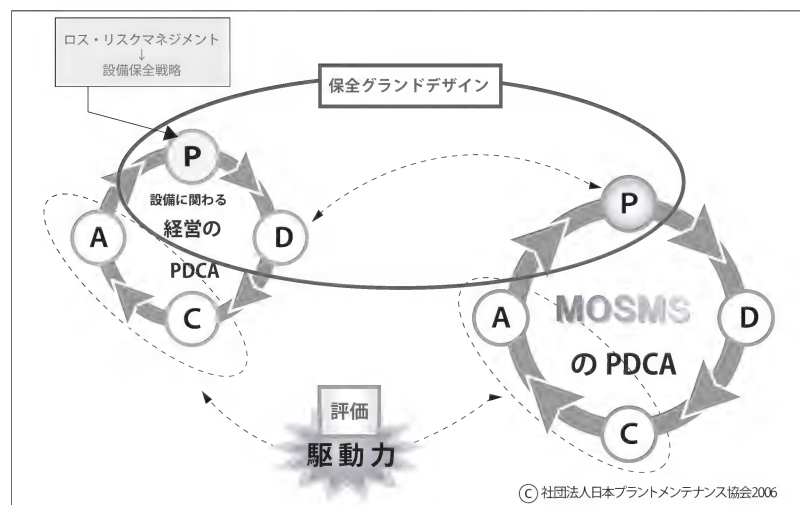 ロス・リスクマネジメント
↓
設備保全戦略
保全グランドデザイン
P
設備に関わる
経営の
PDCA
A
D
C
P
A
MOSMS
D
の PDCA
C
評価
駆動力
Ⓒ 社団法人日本プラントメンテナンス協会2006